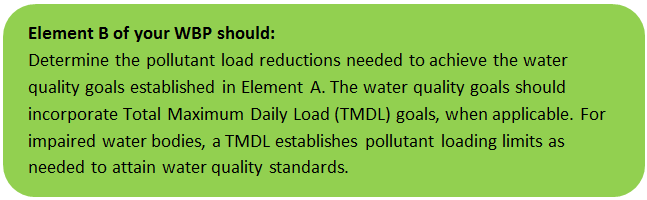 Element B of your WBP should:
Determine the pollutant load reductions needed to achieve the water
quality goals established in Element A. The water quality goals should
incorporate Total Maximum Daily Load (TMDL) goals, when applicable. For
impaired water bodies, a TMDL establishes pollutant loading limits as
needed to attain water quality standards.